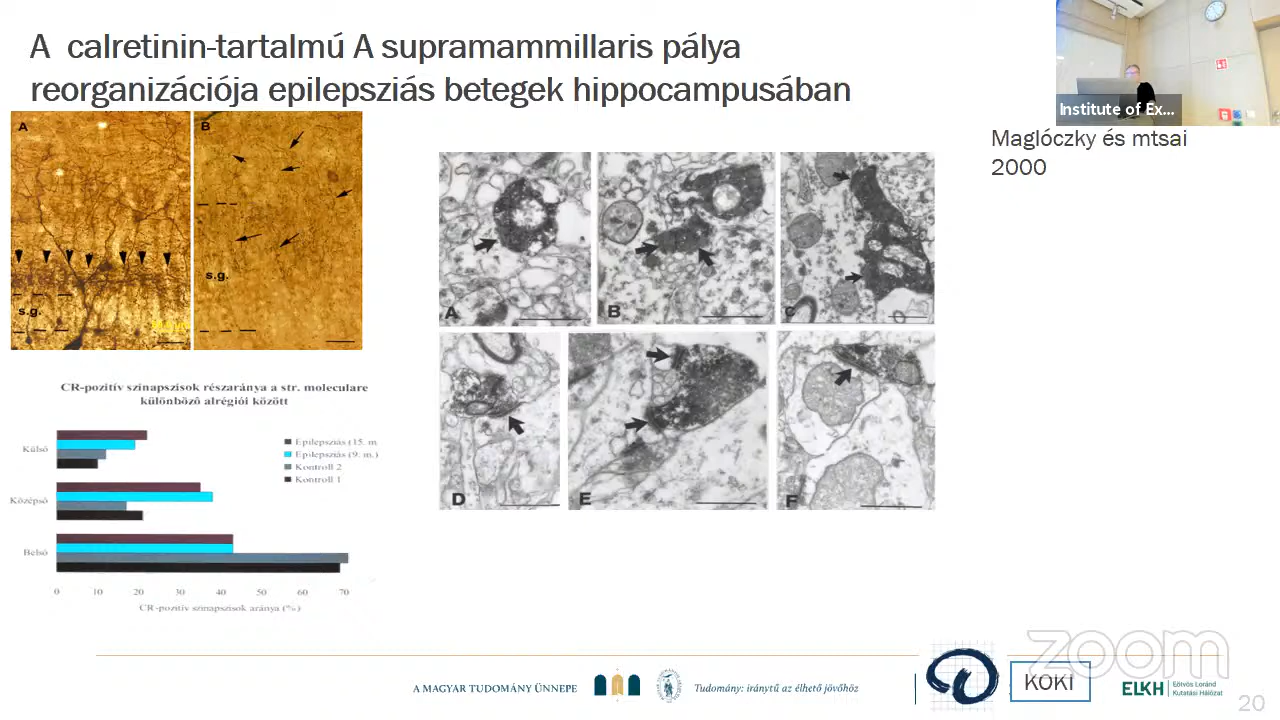 A calretinin-tartalmú A supramammillaris pálya
reorganizációja epilepsziás betegek hippocampusában
Institute of Ex...
Maglóczky és mtsai
2000
A
B
s.g.
s.g.
A
B
C
D
E
F
CR-pozitív szinapszisok részaránya a str. moleculare
különböző alrégiói között
Külső
Középső
Belső
Epilepsziás (15. m.
Epilepsziás (9. m.)
Kontroll 2
Kontroll 1
0 10 20 30 40 50 60 70
CR-pozitív szinapszisok aránya (%)
zoom
A MAGYAR TUDOMÁNY ÜNNEPE
Tudomány: iránytű az élhető jövőhöz
KOKI
ELKH
Eötvös Loránd
Kutatási Hálózat
20